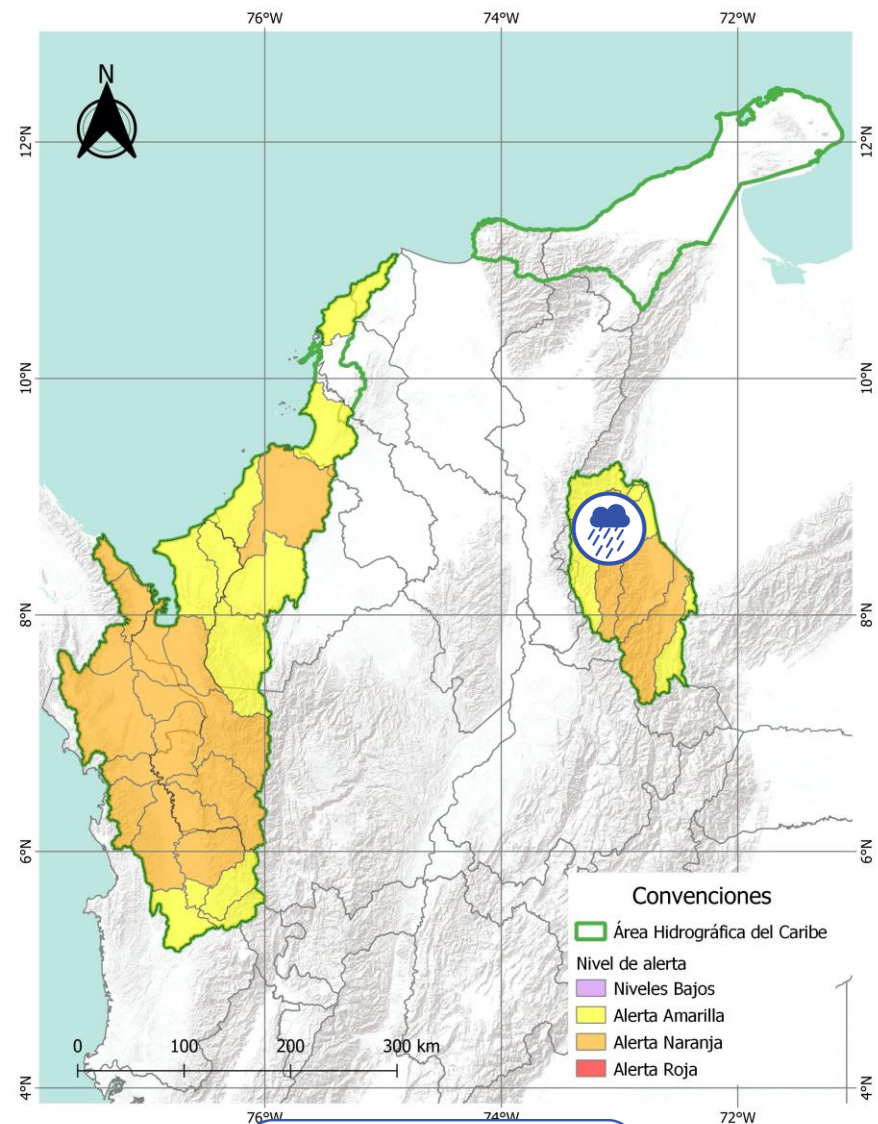 76°W 74°W 72°W
N
12°N 12°N
10°N 10°N
8°N 8°N
6°N 6°N
4°N 4°N
Convenciones
Área Hidrográfica del Caribe
Nivel de alerta
Niveles Bajos
Alerta Amarilla
Alerta Naranja
Alerta Roja
0 100 200 300 km
76°W 74°W 72°W